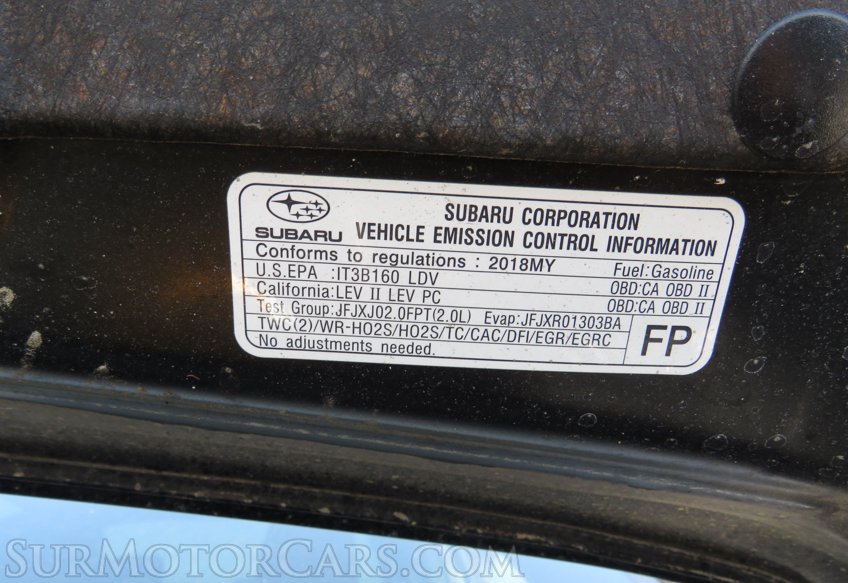 SUBARU CORPORATION
SUBARU VEHICLE EMISSION CONTROL INFORMATION
Conforms to regulations : 2018MY Fuel:Gasoline
U.S.EPA :IT3B160 LDV OBD:CA OBD II
California:LEV II LEV PC OBD:CA OBD II
Test Group:JFJXJ02.0FPT(2.0L) Evap:JFJXR01303BA
TWC(2)/WR-HO2S/HO2S/TC/CAC/DFI/EGR/EGRC
No adjustments needed.
FP
SURMOTORCARS.COM